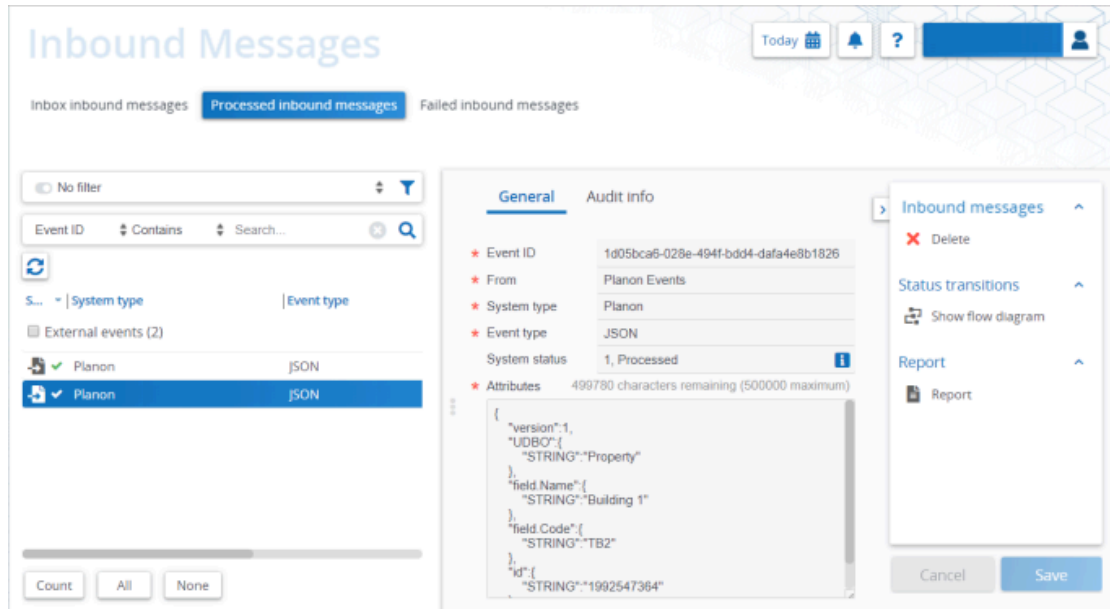 Inbound Messages
Today
?
Inbox inbound messages
Processed inbound messages
Failed inbound messages
No filter
Event ID
Contains
Search...
S...
System type
Event type
External events (2)
Planon
JSON
Planon
JSON
Count
All
None
General
Audit info
* Event ID
1d05bca6-028e-494f-bdd4-dafa4e8b1826
* From
Planon Events
* System type
Planon
* Event type
JSON
System status
1, Processed
* Attributes
499780 characters remaining (500000 maximum)
{
"version":1,
"UDBO":{
"STRING":"Property"
},
"field.Name":{
"STRING":"Building 1"
},
"field.Code":{
"STRING":"TB2"
},
"id":{
"STRING":"1992547364"
Inbound messages
Delete
Status transitions
Show flow diagram
Report
Report
Cancel
Save